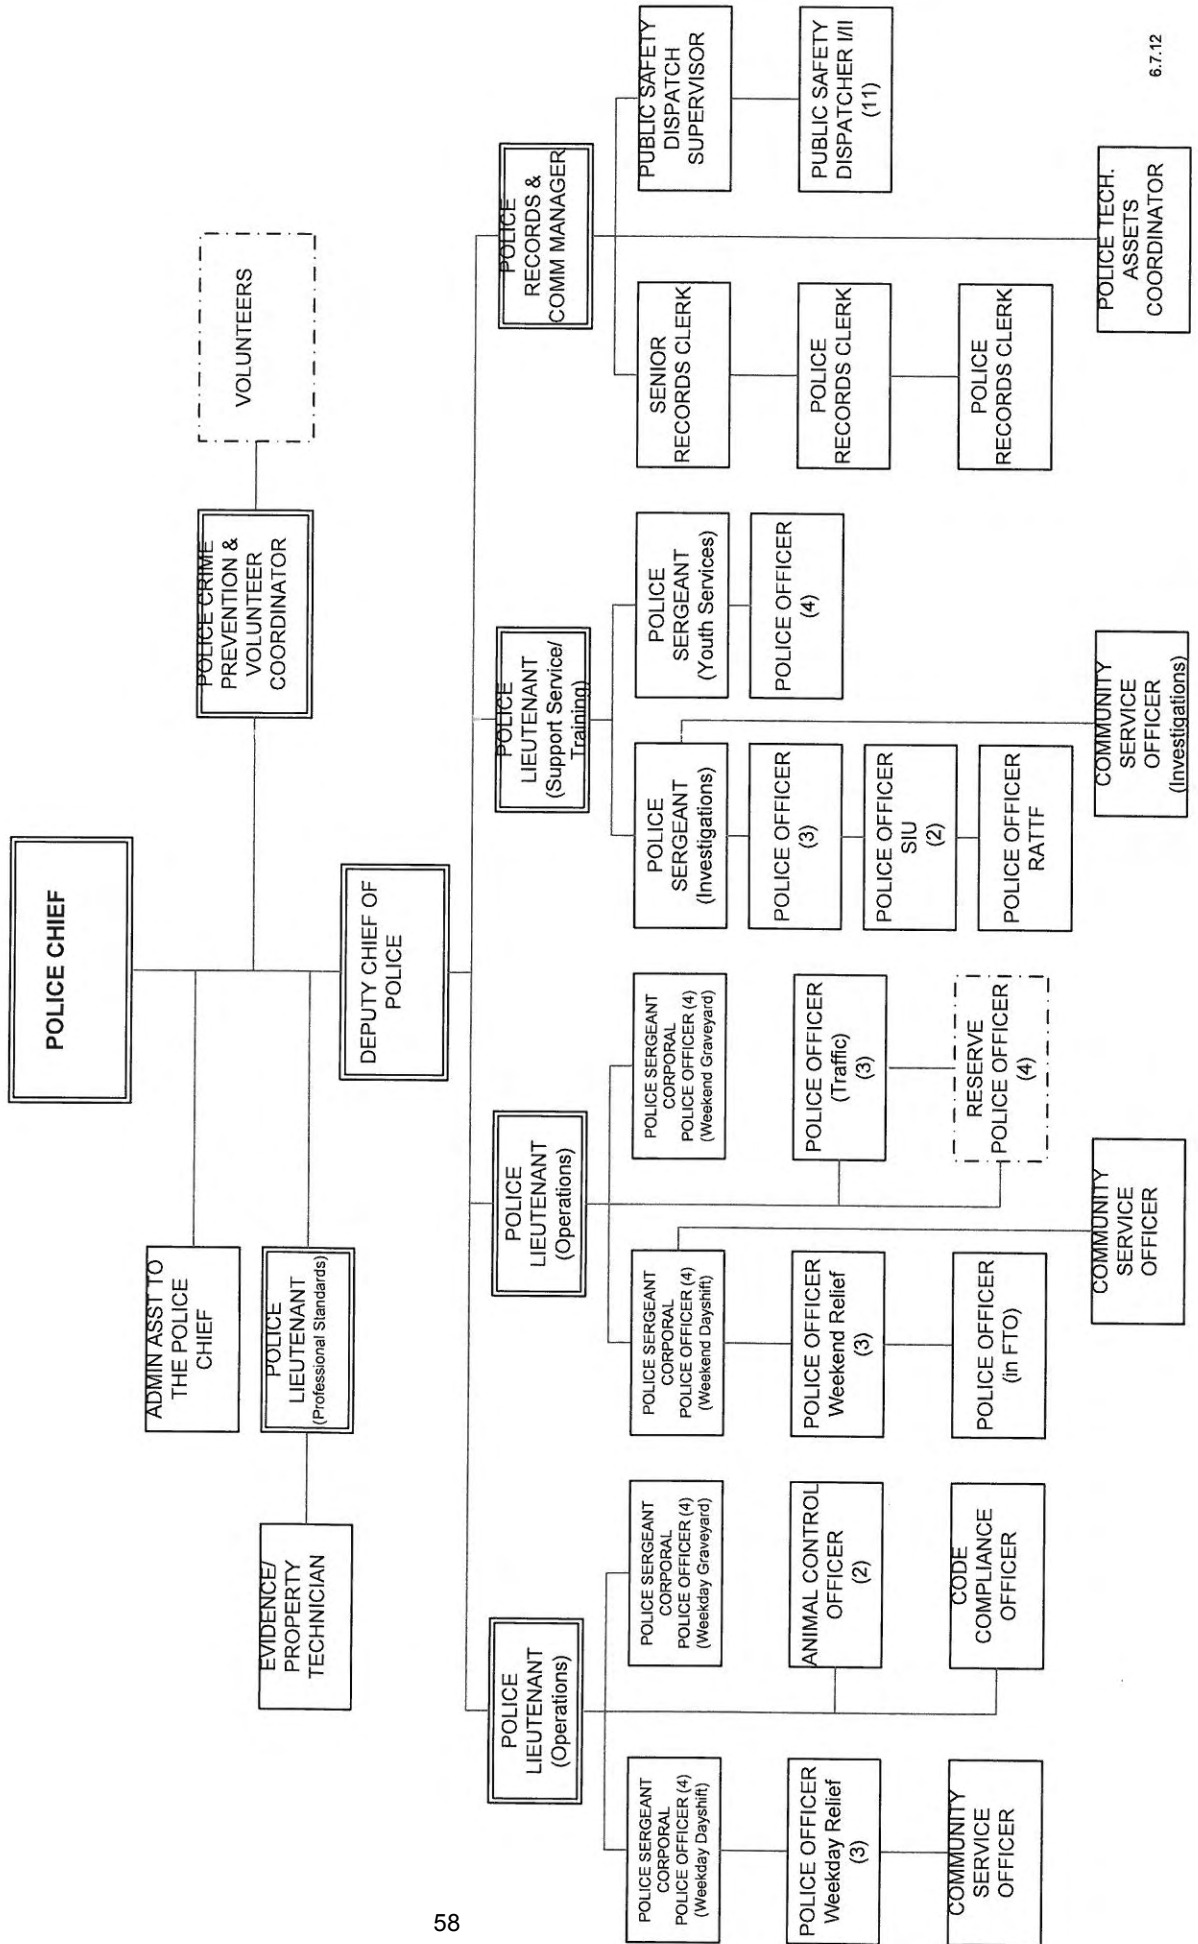 POLICE CHIEF
ADMIN ASST TO
THE POLICE
CHIEF
POLICE CRIME
PREVENTION &
VOLUNTEER
COORDINATOR
VOLUNTEERS
EVIDENCE/
PROPERTY
TECHNICIAN
POLICE
LIEUTENANT
(Professional Standards)
DEPUTY CHIEF OF
POLICE
POLICE
LIEUTENANT
(Operations)
POLICE
LIEUTENANT
(Operations)
POLICE
LIEUTENANT
(Support Service/
Training)
POLICE
RECORDS &
COMM MANAGER
POLICE SERGEANT
CORPORAL
POLICE OFFICER (4)
(Weekday Dayshift)
POLICE SERGEANT
CORPORAL
POLICE OFFICER (4)
(Weekday Graveyard)
POLICE SERGEANT
CORPORAL
POLICE OFFICER (4)
(Weekend Dayshift)
POLICE SERGEANT
CORPORAL
POLICE OFFICER (4)
(Weekend Graveyard)
POLICE
SERGEANT
(Investigations)
POLICE
SERGEANT
(Youth Services)
SENIOR
RECORDS CLERK
PUBLIC SAFETY
DISPATCH
SUPERVISOR
POLICE OFFICER
Weekday Relief
(3)
ANIMAL CONTROL
OFFICER
(2)
POLICE OFFICER
Weekend Relief
(3)
POLICE OFFICER
(Traffic)
(3)
POLICE OFFICER
(3)
POLICE OFFICER
(4)
POLICE
RECORDS CLERK
PUBLIC SAFETY
DISPATCHER I/II
(11)
COMMUNITY
SERVICE
OFFICER
CODE
COMPLIANCE
OFFICER
POLICE OFFICER
(in FTO)
RESERVE
POLICE OFFICER
(4)
POLICE OFFICER
SIU
(2)
POLICE OFFICER
RATTF
POLICE
RECORDS CLERK
COMMUNITY
SERVICE
OFFICER
COMMUNITY
SERVICE
OFFICER
(Investigations)
POLICE TECH.
ASSETS
COORDINATOR
6.7.12
58